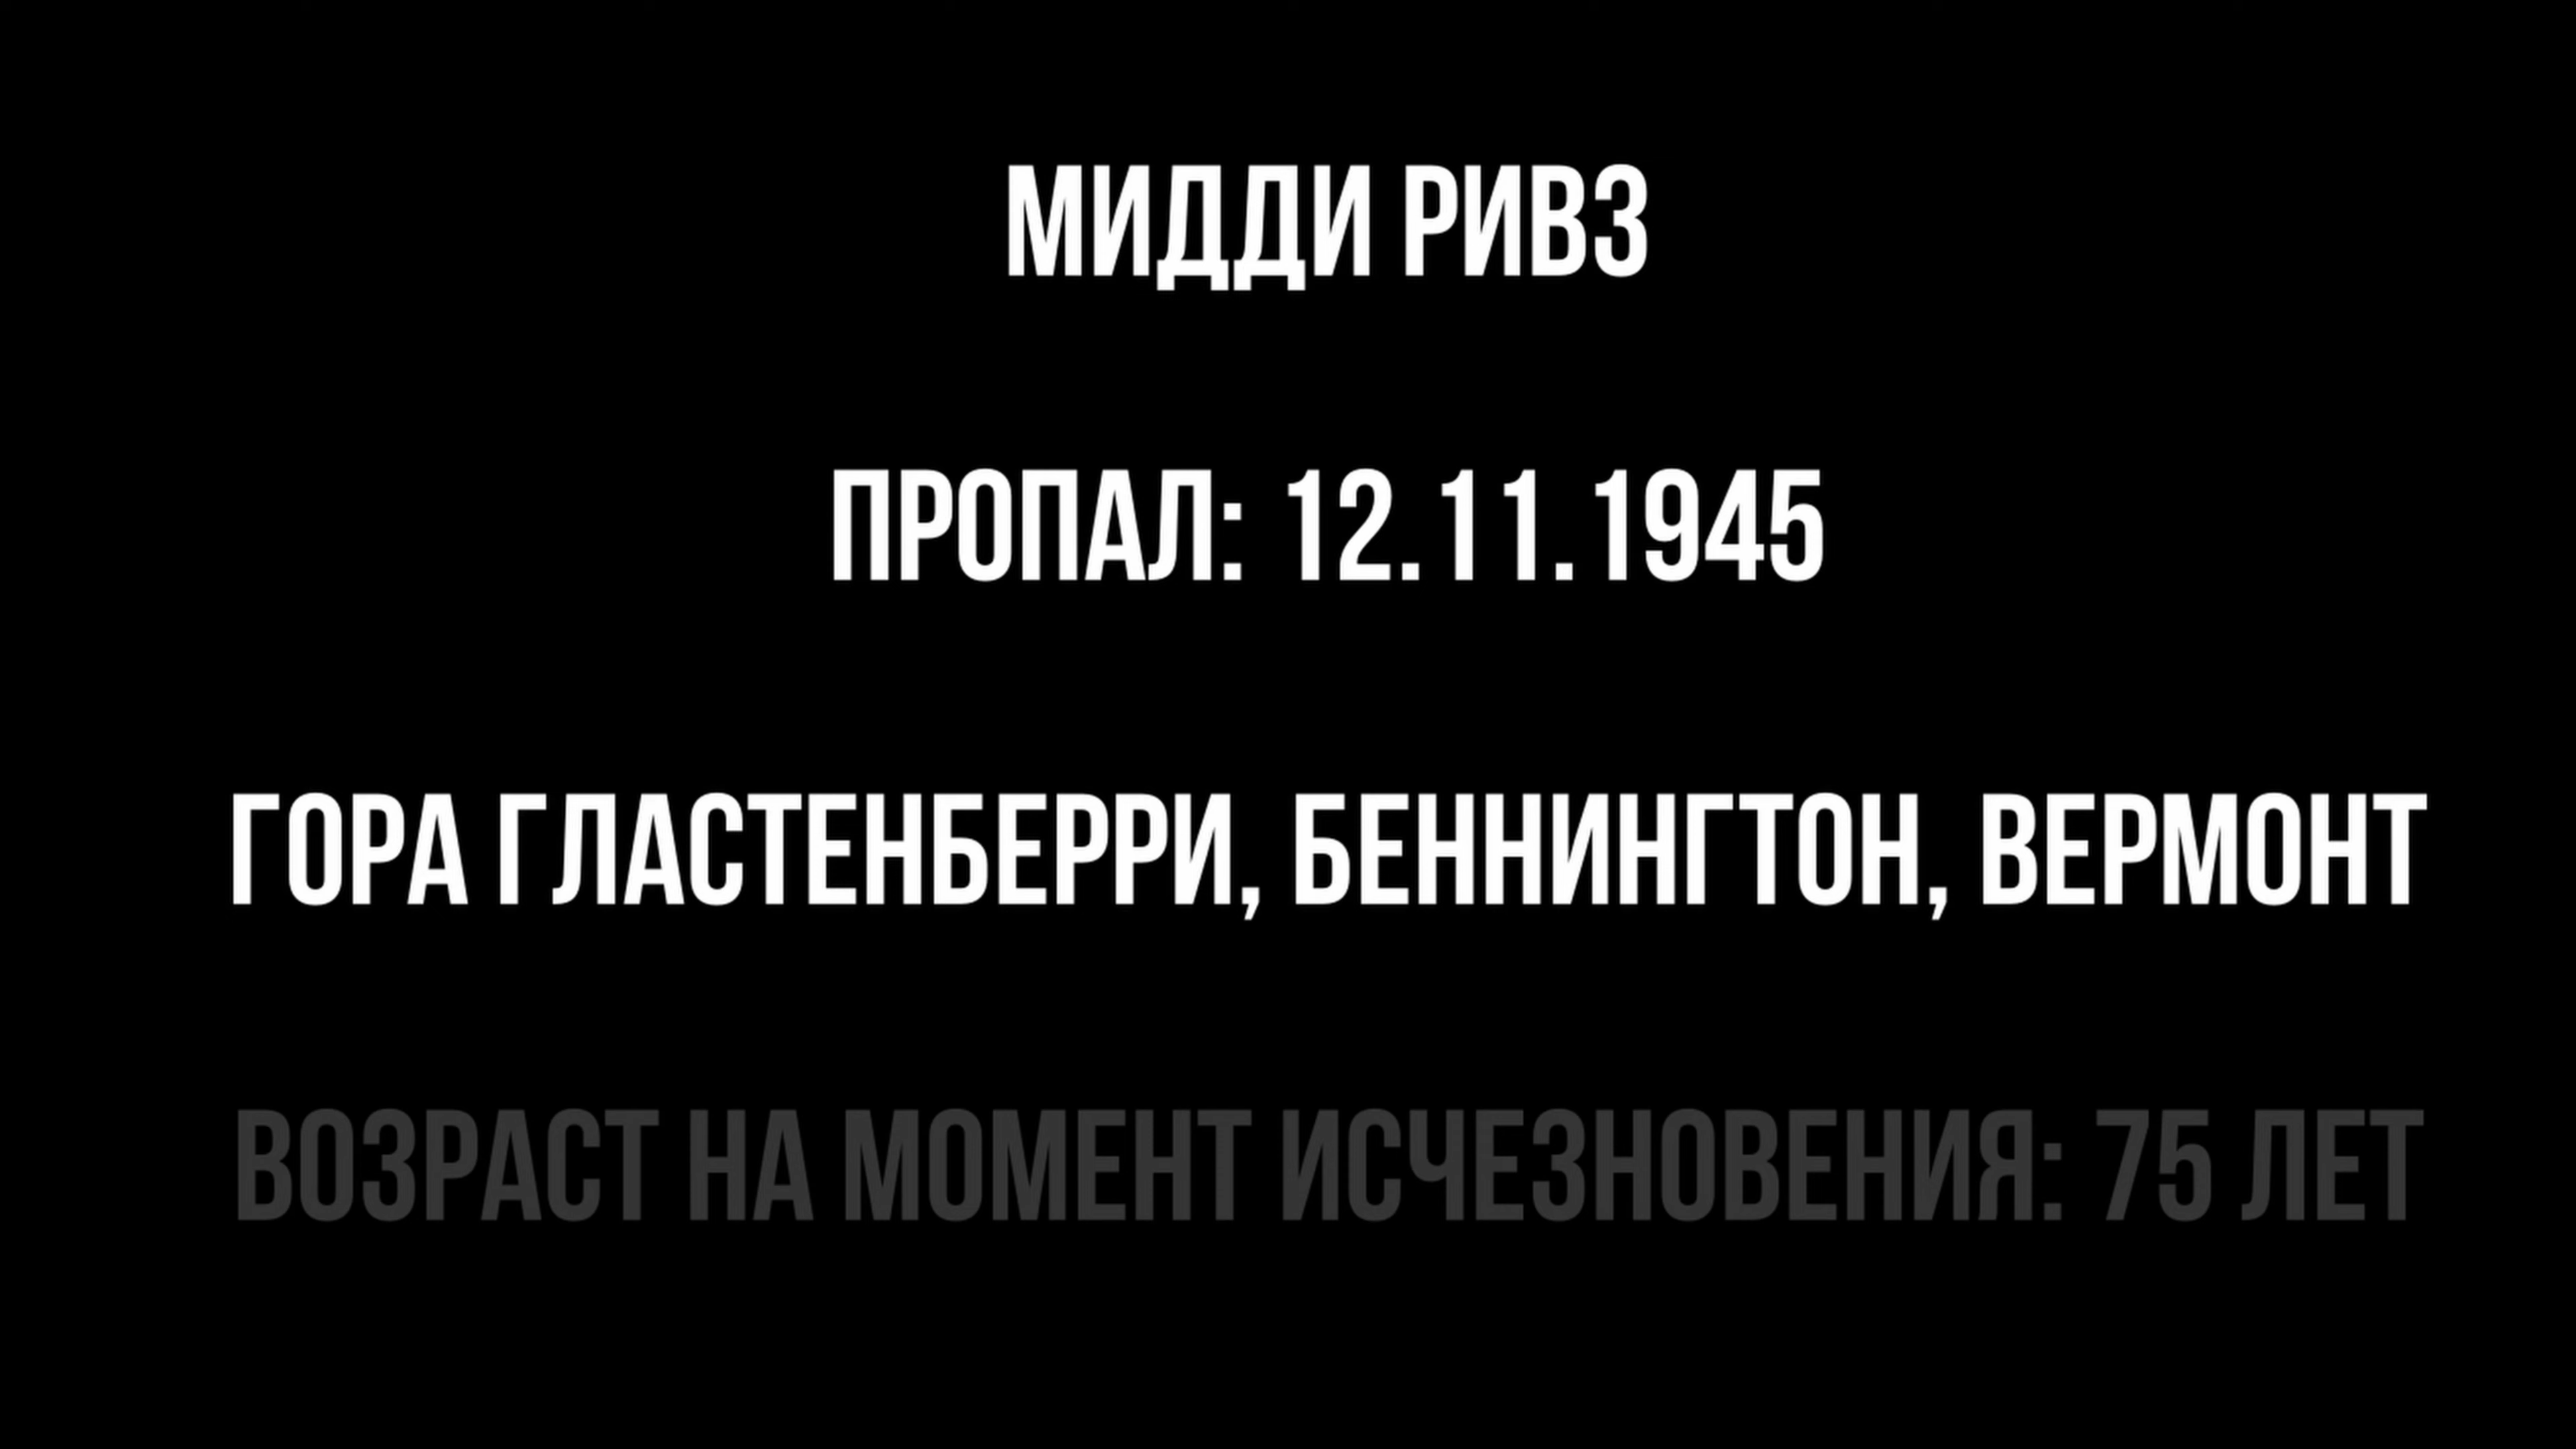 МИДДИ РИВЗ
ПРОПАЛ: 12.11.1945
ГОРА ГЛАСТЕНБЕРРИ, БЕННИНГТОН, ВЕРМОНТ
ВОЗРАСТ НА МОМЕНТ ИСЧЕЗНОВЕНИЯ: 75 ЛЕТ